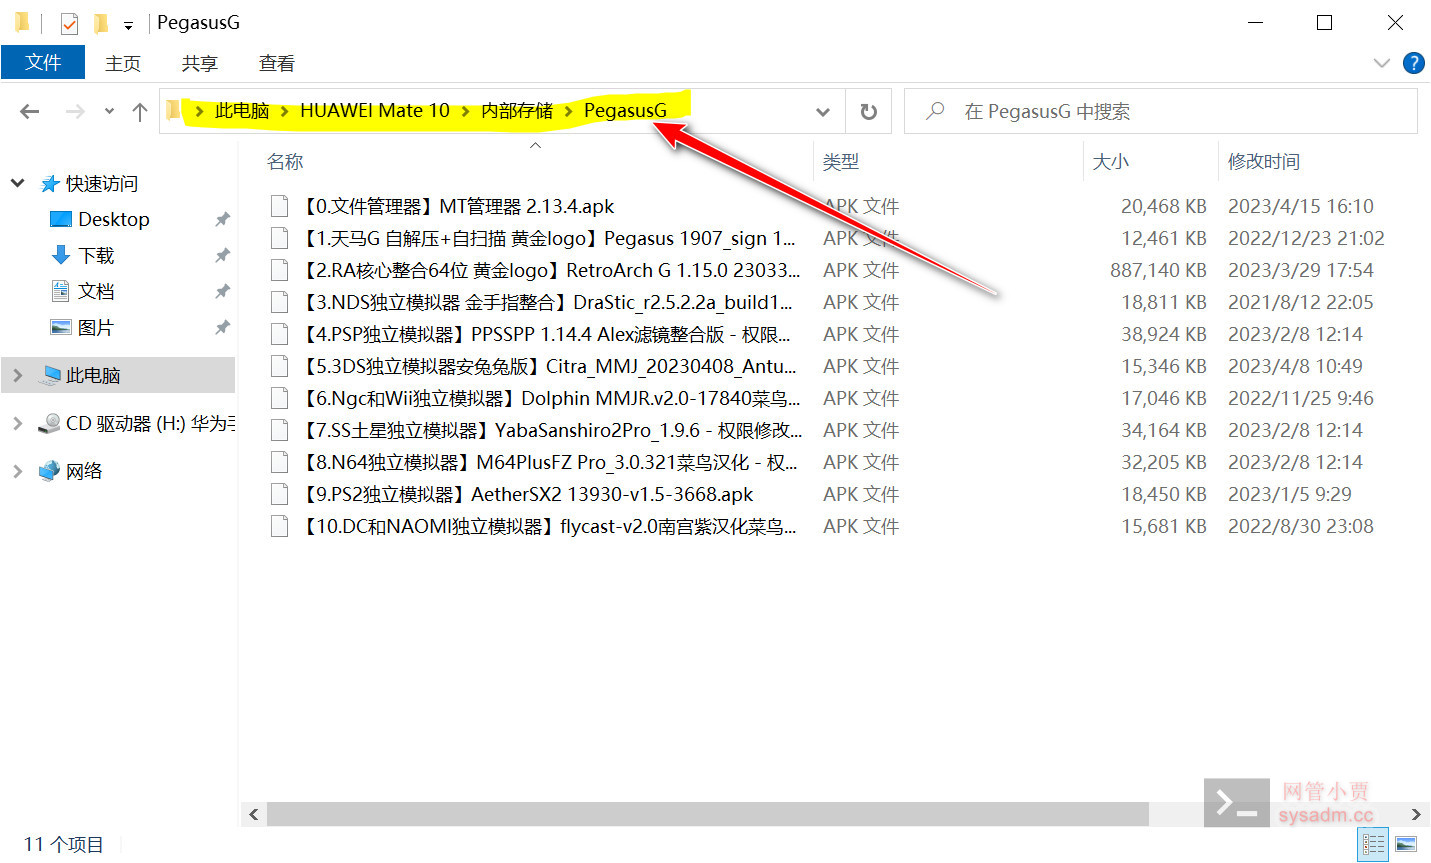 PegasusG
文件 主页 共享 查看
此电脑 HUAWEI Mate 10 内部存储 PegasusG 在 PegasusG 中搜索
名称 类型 大小 修改时间
快速访问
Desktop
下载
文档
图片
此电脑
CD 驱动器 (H:) 华为手
网络
【0.文件管理器】MT管理器 2.13.4.apk APK 文件 20,468 KB 2023/4/15 16:10
【1.天马G 自解压+自扫描 黄金logo】Pegasus 1907_sign 1... APK 文件 12,461 KB 2022/12/23 21:02
【2.RA核心整合64位 黄金logo】RetroArch G 1.15.0 23033... APK 文件 887,140 KB 2023/3/29 17:54
【3.NDS独立模拟器 金手指整合】DraStic_r2.5.2.2a_build1... APK 文件 18,811 KB 2021/8/12 22:05
【4.PSP独立模拟器】PPSSPP 1.14.4 Alex滤镜整合版 - 权限... APK 文件 38,924 KB 2023/2/8 12:14
【5.3DS独立模拟器安兔兔版】Citra_MMJ_20230408_Antu... APK 文件 15,346 KB 2023/4/8 10:49
【6.Ngc和Wii独立模拟器】Dolphin MMJR.v2.0-17840菜鸟... APK 文件 17,046 KB 2022/11/25 9:46
【7.SS土星独立模拟器】YabaSanshiro2Pro_1.9.6 - 权限修改... APK 文件 34,164 KB 2023/2/8 12:14
【8.N64独立模拟器】M64PlusFZ Pro_3.0.321菜鸟汉化 - 权... APK 文件 32,205 KB 2023/2/8 12:14
【9.PS2独立模拟器】AetherSX2 13930-v1.5-3668.apk APK 文件 18,450 KB 2023/1/5 9:29
【10.DC和NAOMI独立模拟器】flycast-v2.0南宫紫汉化菜鸟... APK 文件 15,681 KB 2022/8/30 23:08
网管小贾
sysadm.cc
11 个项目